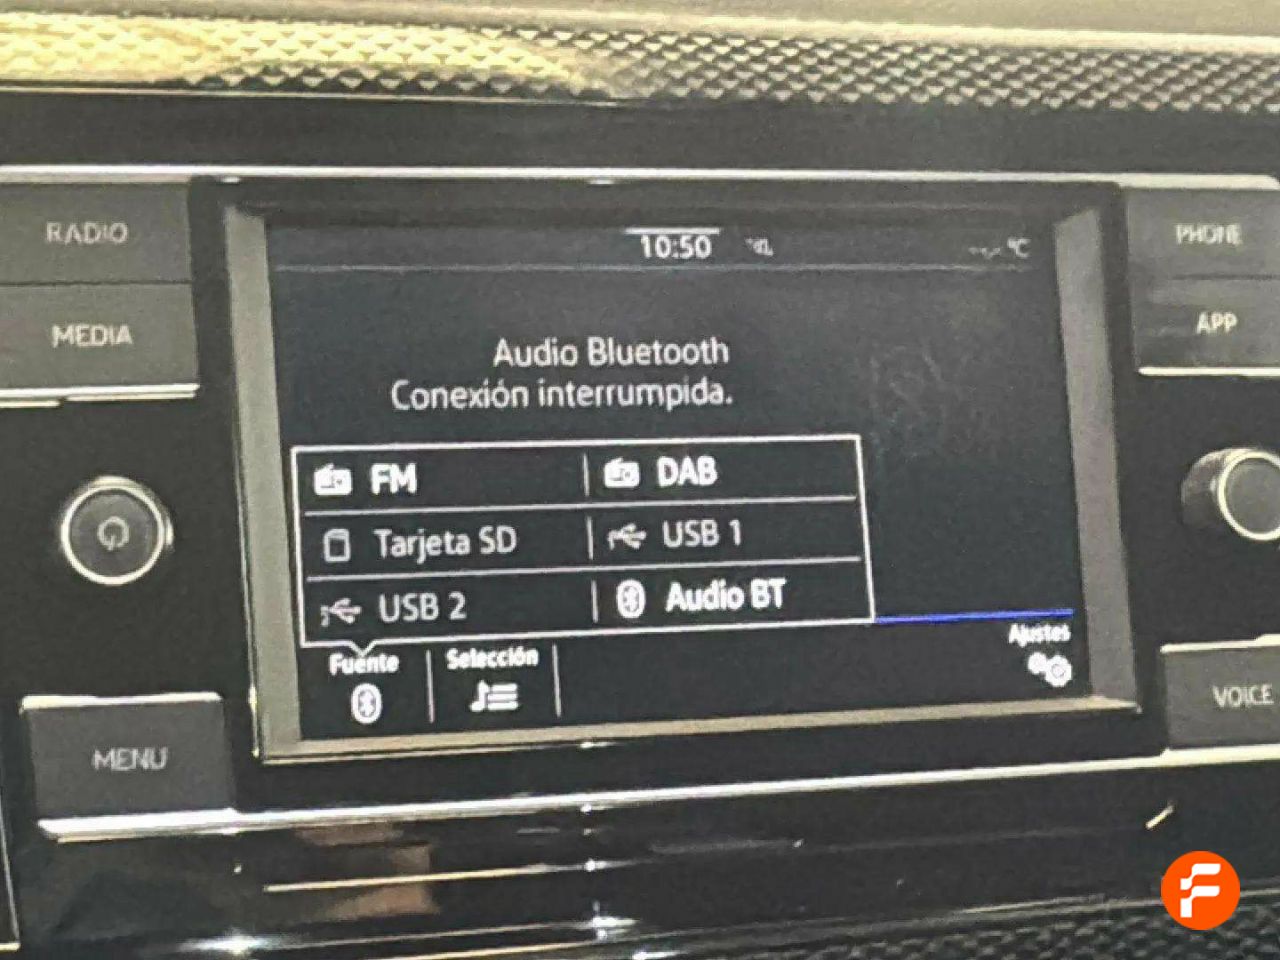 RADIO
MEDIA
MENU
10:50
°C
Audio Bluetooth
Conexión interrumpida.
FM
DAB
Tarjeta SD
USB 1
USB 2
Audio BT
Fuente
Selección
Ajustes
PHONE
APP
VOICE
F